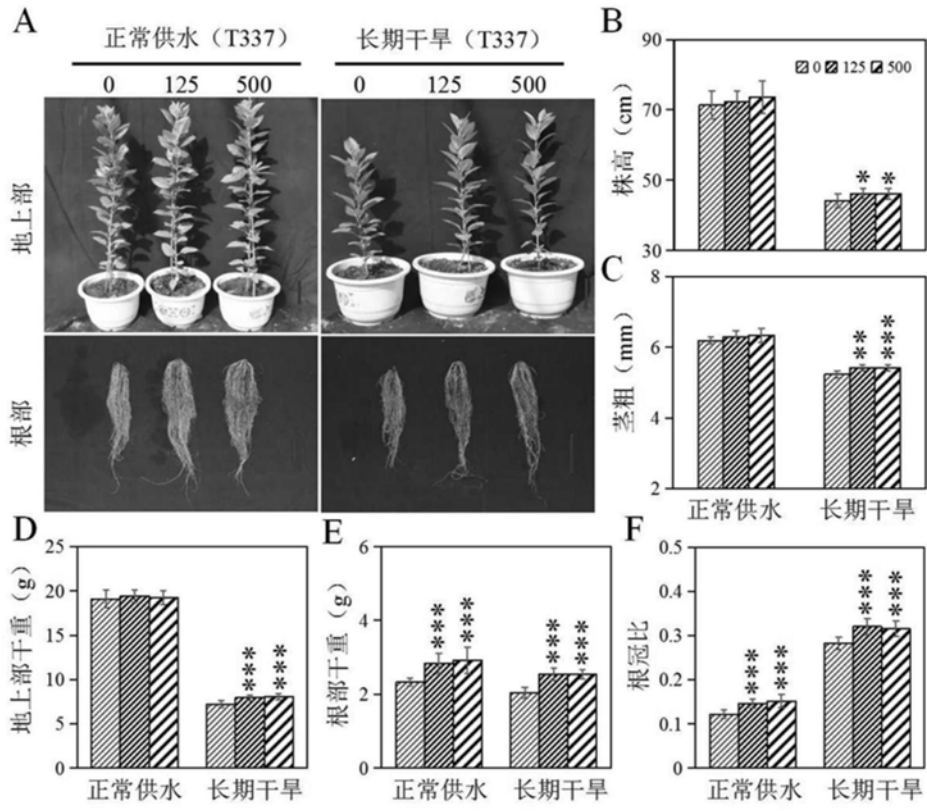 A
正常供水（T337）
长期干旱（T337）
0 125 500
0 125 500
地上部
根部
B
90
70
50
30
株高（cm）
0 125 500
* *
C
8
6
4
2
茎粗（mm）
** ***
正常供水 长期干旱
D
25
20
15
10
5
0
地上部干重（g）
*** ***
正常供水 长期干旱
E
6
4
2
0
根部干重（g）
*** ***
*** ***
正常供水 长期干旱
F
0.5
0.4
0.3
0.2
0.1
0
根冠比
*** ***
*** ***
正常供水 长期干旱